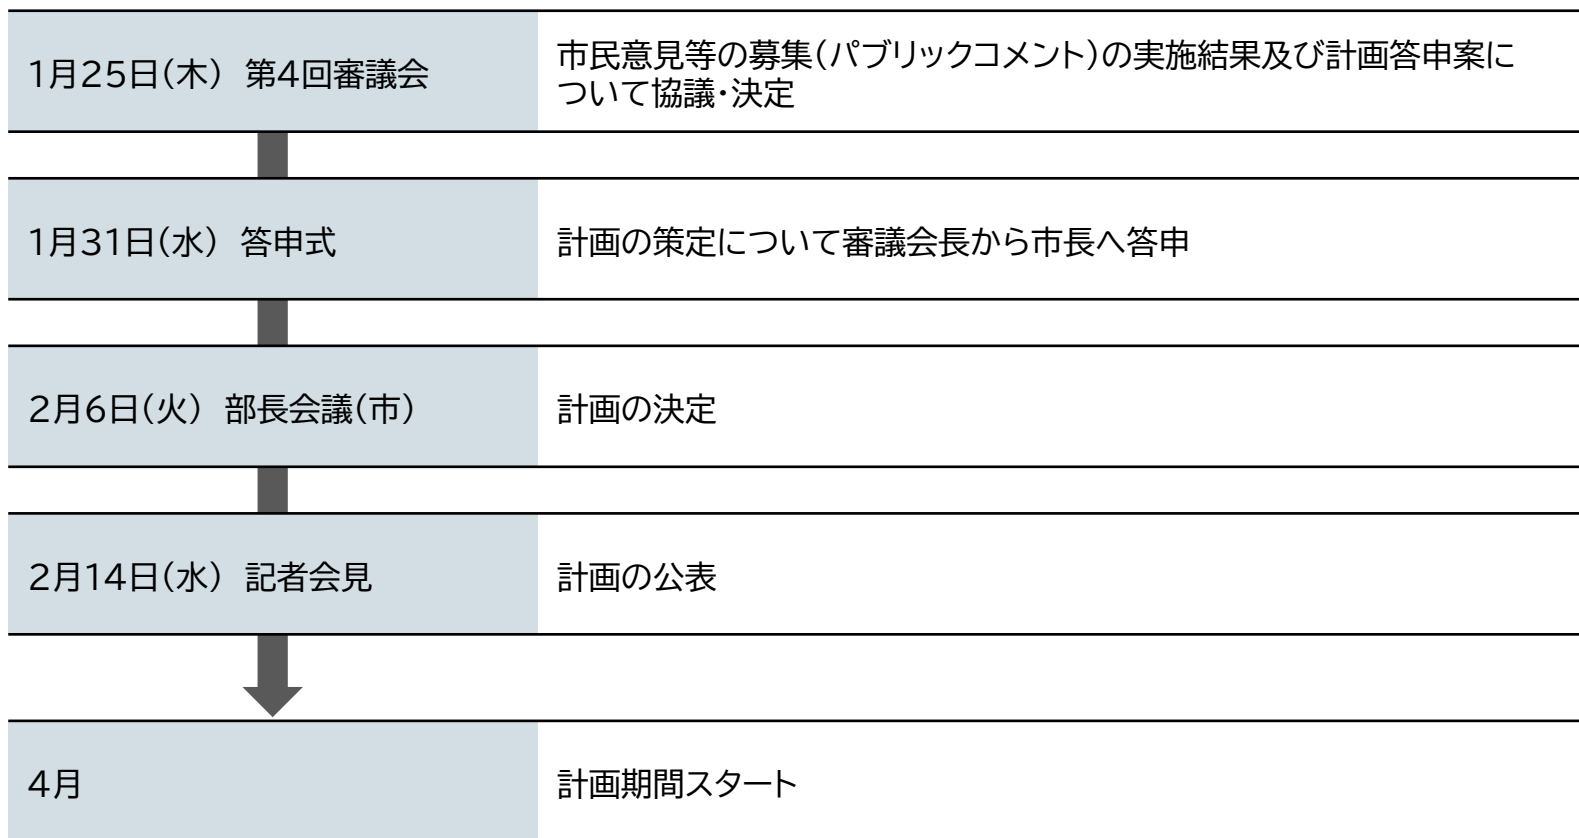 1月25日(木) 第4回審議会
市民意見等の募集(パブリックコメント)の実施結果及び計画答申案に
ついて協議・決定
1月31日(水) 答申式
計画の策定について審議会長から市長へ答申
2月6日(火) 部長会議(市)
計画の決定
2月14日(水) 記者会見
計画の公表
4月
計画期間スタート